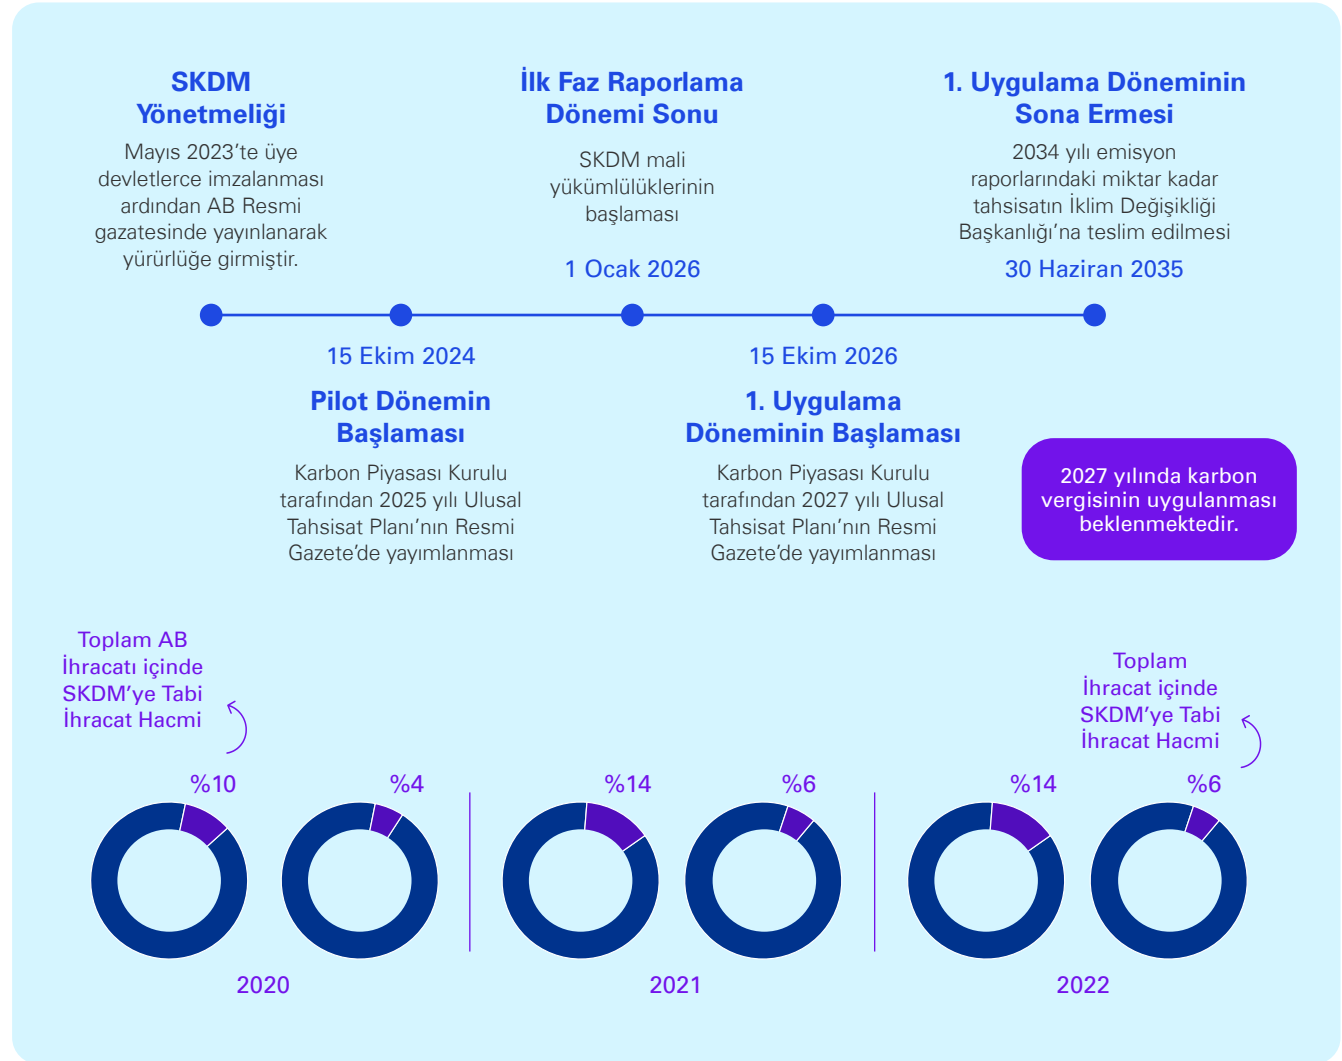 SKDM
Yönetmeliği
Mayıs 2023’te üye
devletlerce imzalanması
ardından AB Resmi
gazatesinde yayınlanarak
yürürlüğe girmiştir.
İlk Faz Raporlama
Dönemi Sonu
SKDM mali
yükümlülüklerinin
başlaması
1 Ocak 2026
1. Uygulama Döneminin
Sona Ermesi
2034 yılı emisyon
raporlarındaki miktar kadar
tahsisatın İklim Değişikliği
Başkanlığı’na teslim edilmesi
30 Haziran 2035
15 Ekim 2024
Pilot Dönemin
Başlaması
Karbon Piyasası Kurulu
tarafından 2025 yılı Ulusal
Tahsisat Planı’nın Resmi
Gazete’de yayımlanması
15 Ekim 2026
1. Uygulama
Döneminin Başlaması
Karbon Piyasası Kurulu
tarafından 2027 yılı Ulusal
Tahsisat Planı’nın Resmi
Gazete’de yayımlanması
2027 yılında karbon
vergisinin uygulanması
beklenmektedir.
Toplam AB
İhracatı içinde
SKDM’ye Tabi
İhracat Hacmi
Toplam
İhracat içinde
SKDM’ye Tabi
İhracat Hacmi
%10
%4
%14
%6
%14
%6
2020
2021
2022